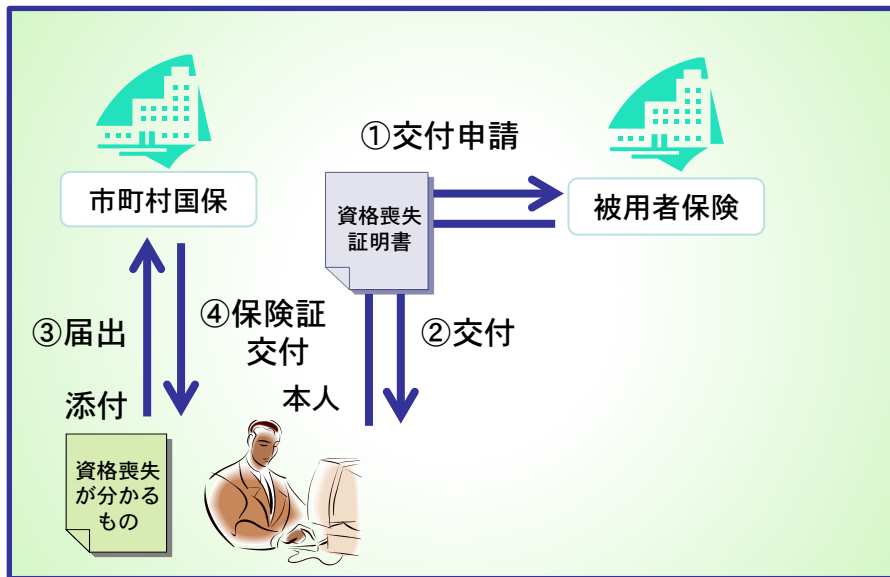 ①交付申請
市町村国保
被用者保険
資格喪失
証明書
③届出
④保険証
交付
②交付
添付
本人
資格喪失
が分かる
もの